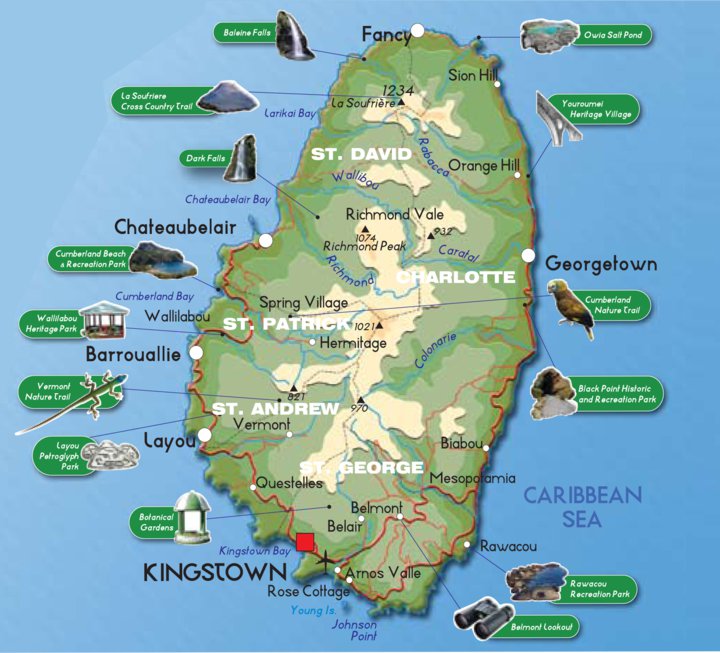 Baleine Falls
Fancy
Owia Salt Pond
Sion Hill
1234
La Soufrière
La Soufriere
Cross Country Trail
Larikai Bay
Youroumei
Heritage Village
Dark Falls
ST. DAVID
Rabacca
Orange Hill
Wallibou
Chateaubelair Bay
Richmond Vale
Chateaubelair
1074
Richmond Peak
932
Caratal
Georgetown
Cumberland Beach
& Recreation Park
Richmond
CHARLOTTE
Cumberland Bay
Spring Village
Cumberland
Nature Trail
Wallilabou
Wallilabou
Heritage Park
ST. PATRICK
1021
Hermitage
Colonarie
Barrouallie
Vermont
Nature Trail
821
970
Black Point Historic
and Recreation Park
ST. ANDREW
Vermont
Layou
Layou
Petroglyph
Park
Biabou
ST. GEORGE
Mesopotamia
Questelles
CARIBBEAN
SEA
Botanical
Gardens
Belmont
Belair
Kingstown Bay
Rawacou
KINGSTOWN
Arnos Valle
Rose Cottage
Rawacou
Recreation Park
Young Is.
Johnson
Point
Belmont Lookout